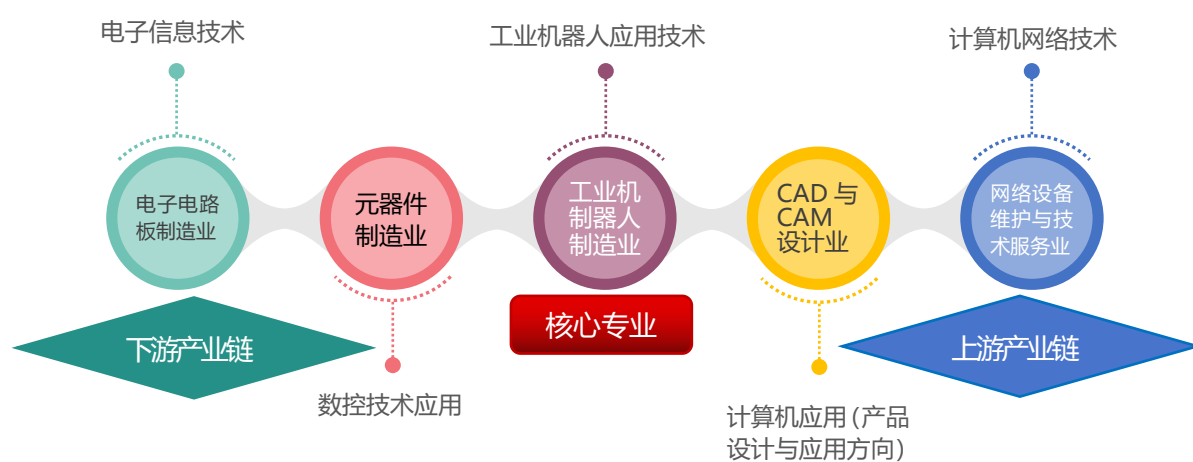 电子信息技术
工业机器人应用技术
计算机网络技术
电子电路
板制造业
元器件
制造业
工业机
制器人
制造业
CAD 与
CAM
设计业
网络设备
维护与技
术服务业
下游产业链
核心专业
上游产业链
数控技术应用
计算机应用(产品
设计与应用方向)